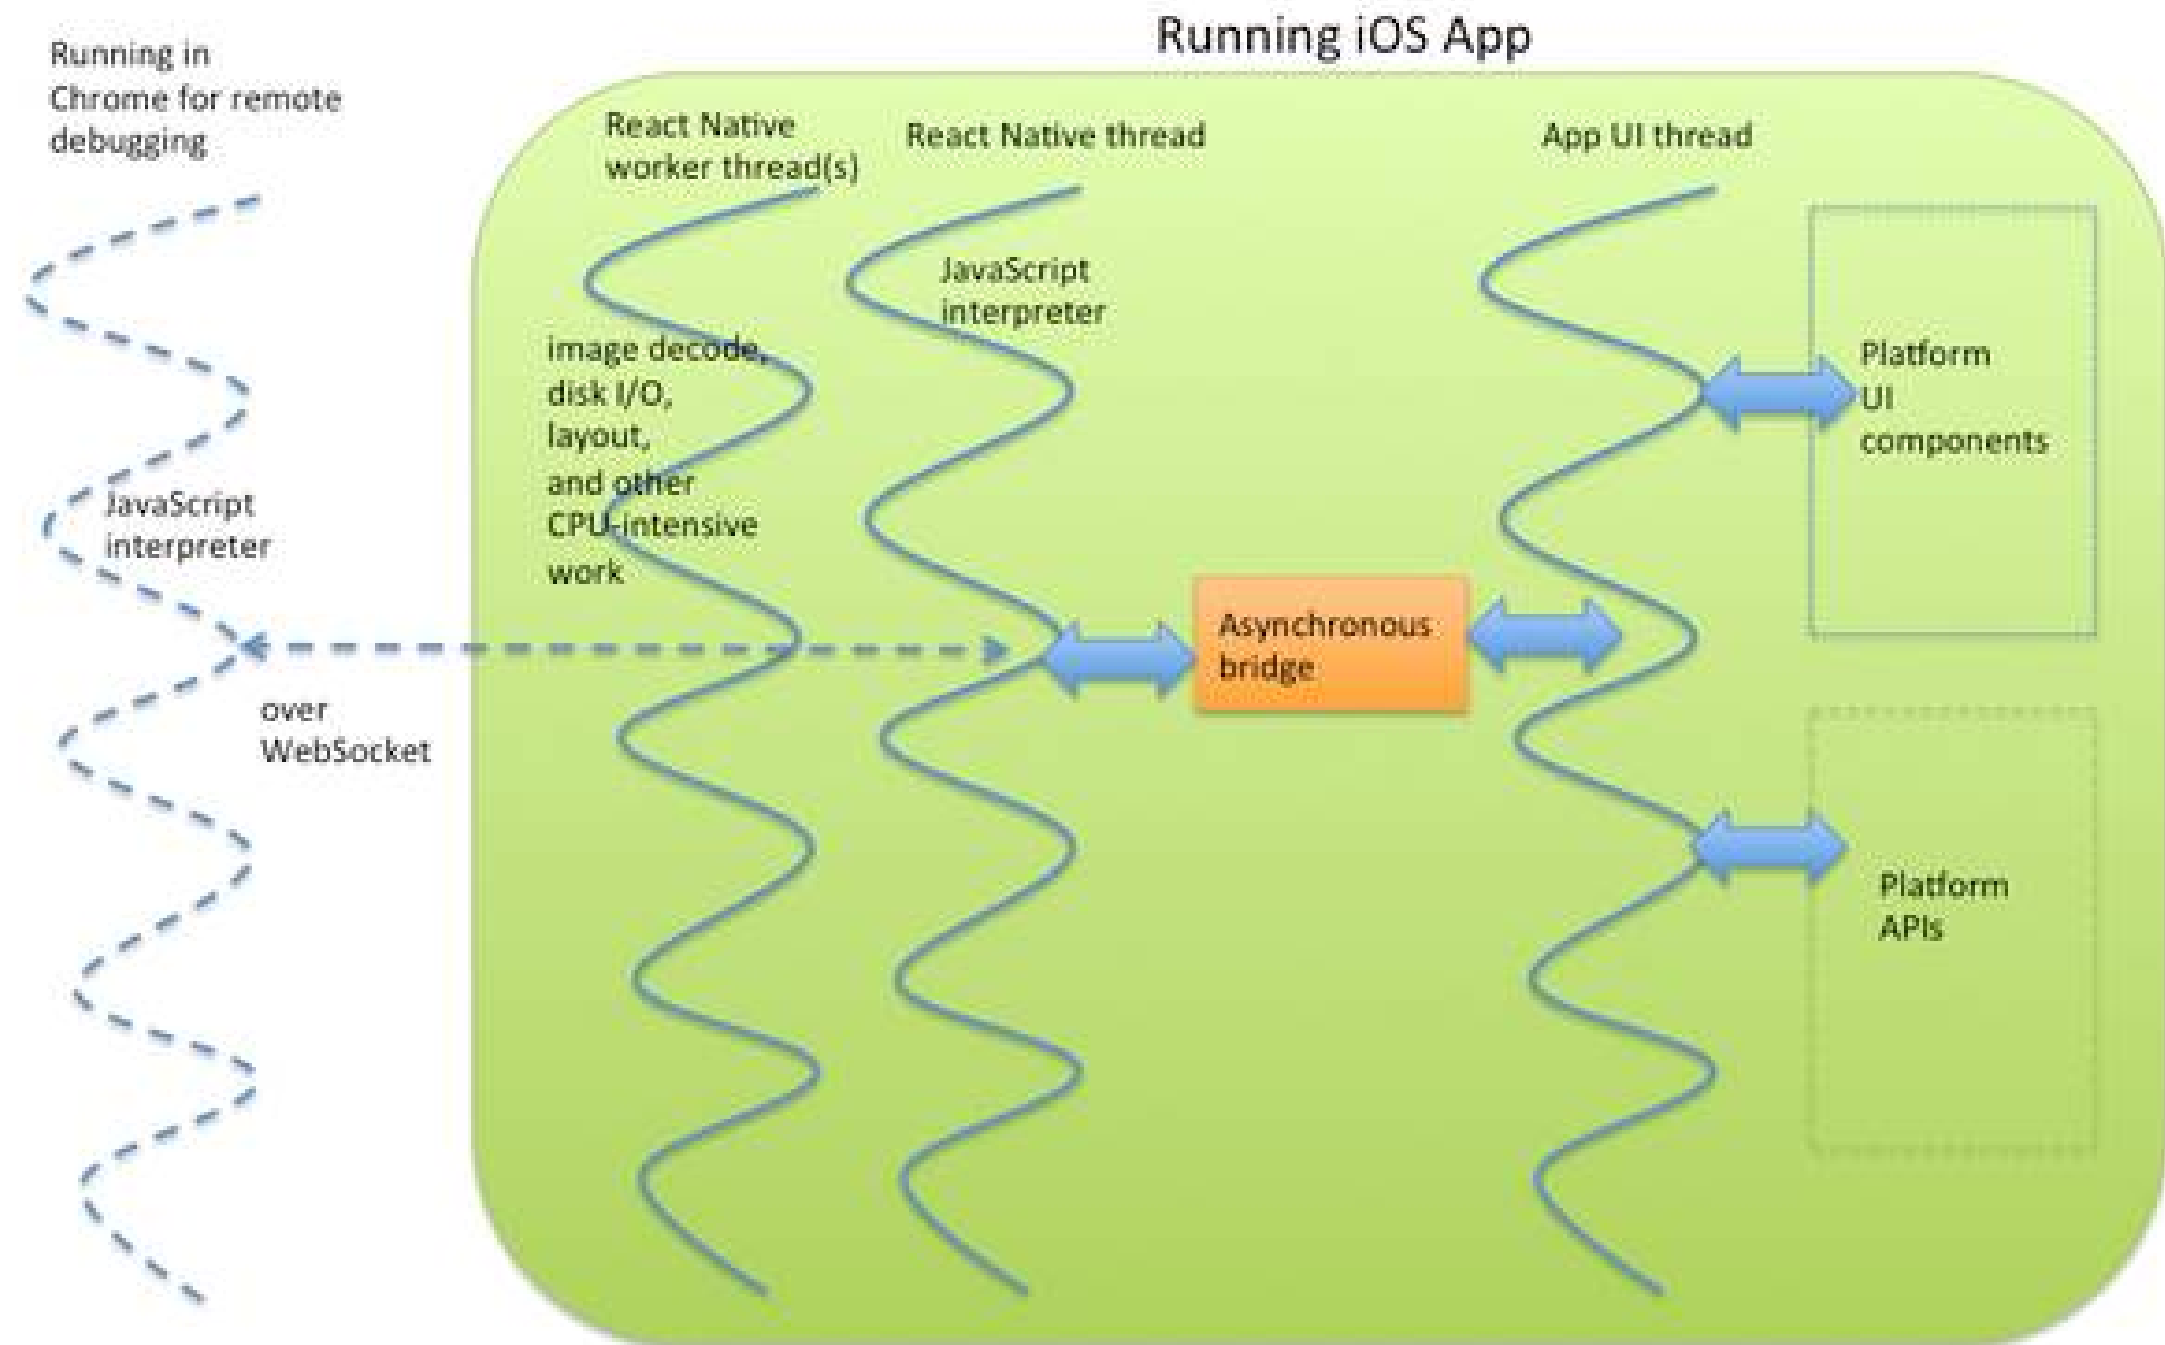 Running iOS App
Running in
Chrome for remote
debugging
React Native
worker thread(s)
React Native thread
App UI thread
JavaScript
interpreter
image decode,
disk I/O,
layout,
and other
CPU-intensive
work
Platform
UI
components
JavaScript
interpreter
Asynchronous
bridge
over
WebSocket
Platform
APIs